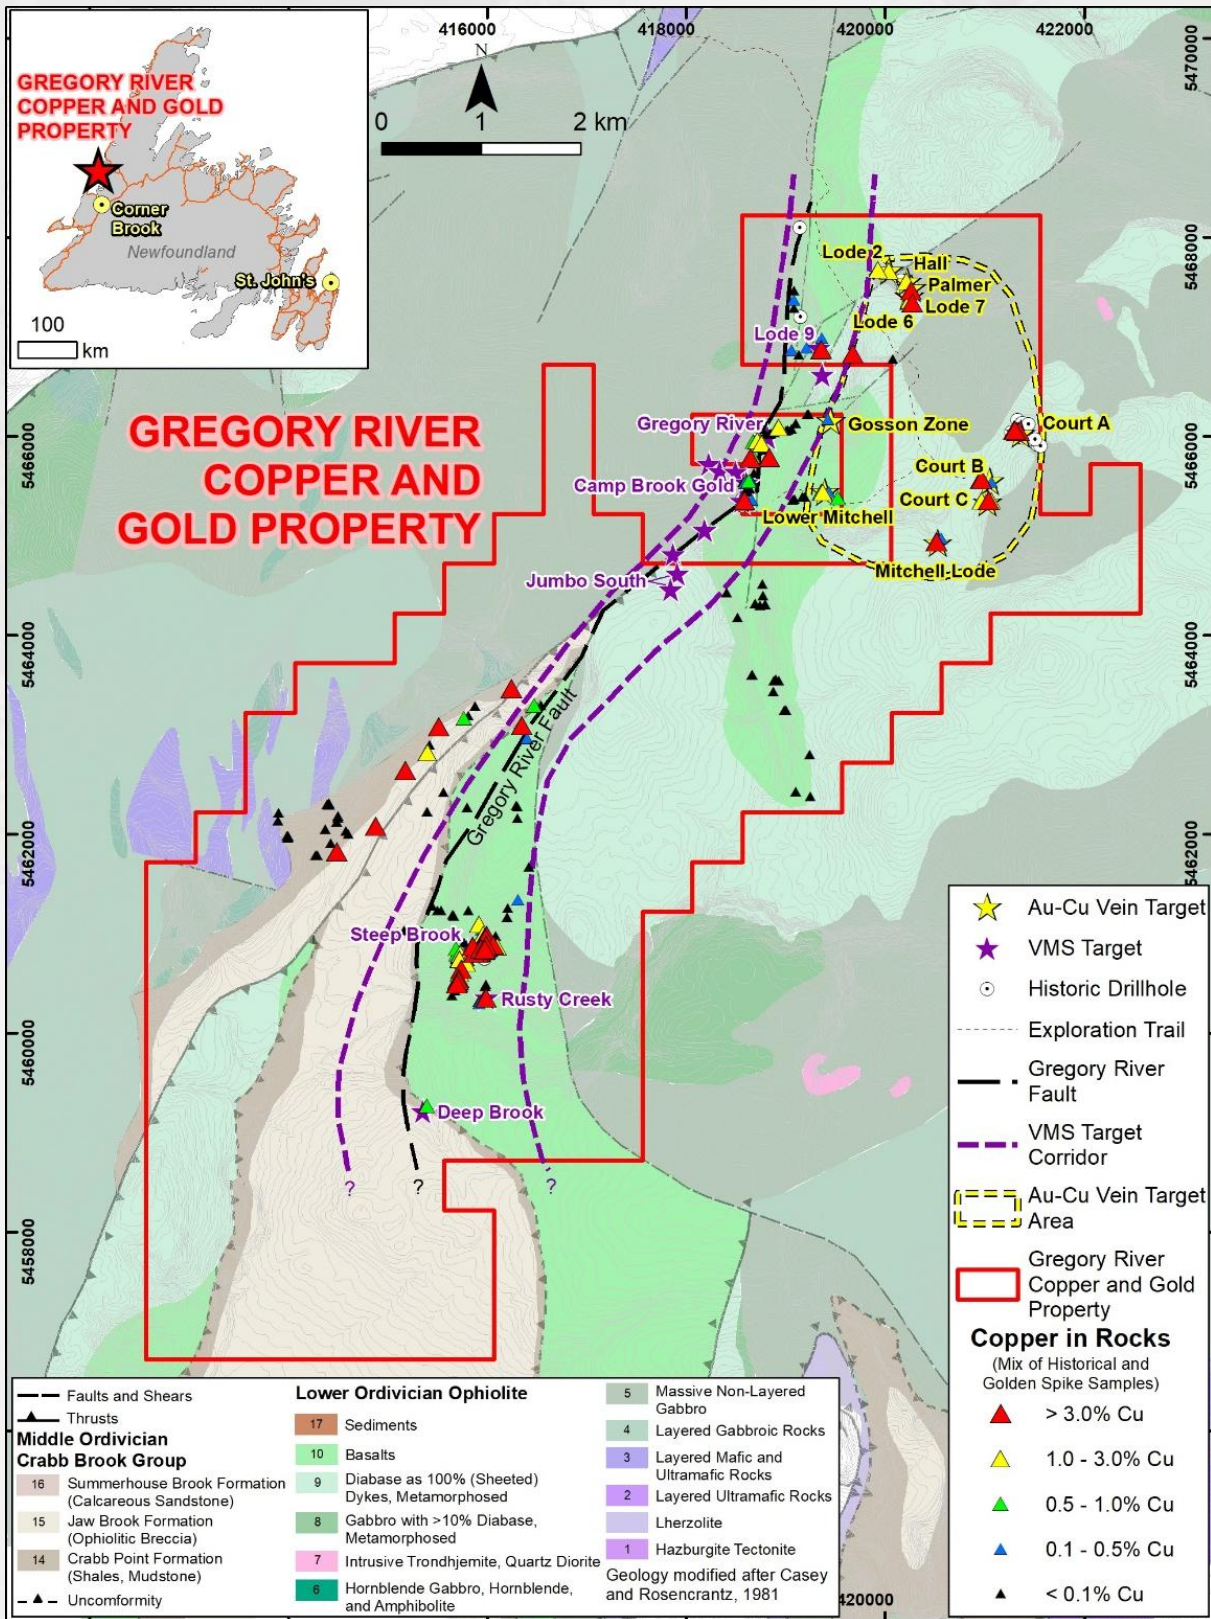 GREGORY RIVER
COPPER AND GOLD
PROPERTY
Corner
Brook
Newfoundland
St. John's
100
km
416000
418000
420000
422000
N
0 1 2 km
5470000
5468000
5468000
5466000
5466000
5464000
5464000
5462000
5462000
5460000
5460000
5458000
GREGORY RIVER
COPPER AND
GOLD PROPERTY
Lode 2
Hall
Palmer
Lode 7
Lode 6
Lode 9
Gregory River
Gosson Zone
Court A
Court B
Court C
Camp Brook Gold
Lower Mitchell
Mitchell-Lode
Jumbo South
Gregory River Fault
Steep Brook
Rusty Creek
Deep Brook
? ? ?
Au-Cu Vein Target
VMS Target
Historic Drillhole
Exploration Trail
Gregory River
Fault
VMS Target
Corridor
Au-Cu Vein Target
Area
Gregory River
Copper and Gold
Property
Copper in Rocks
(Mix of Historical and
Golden Spike Samples)
> 3.0% Cu
1.0 - 3.0% Cu
0.5 - 1.0% Cu
0.1 - 0.5% Cu
< 0.1% Cu
Faults and Shears
Thrusts
Middle Ordivician
Crabb Brook Group
16 Summerhouse Brook Formation
(Calcareous Sandstone)
15 Jaw Brook Formation
(Ophiolitic Breccia)
14 Crabb Point Formation
(Shales, Mudstone)
Uncomformity
Lower Ordivician Ophiolite
17 Sediments
10 Basalts
9 Diabase as 100% (Sheeted)
Dykes, Metamorphosed
8 Gabbro with >10% Diabase,
Metamorphosed
7 Intrusive Trondhjemite, Quartz Diorite
6 Hornblende Gabbro, Hornblende,
and Amphibolite
5 Massive Non-Layered
Gabbro
4 Layered Gabbroic Rocks
3 Layered Mafic and
Ultramafic Rocks
2 Layered Ultramafic Rocks
Lherzolite
1 Hazburgite Tectonite
Geology modified after Casey
and Rosencrantz, 1981
420000